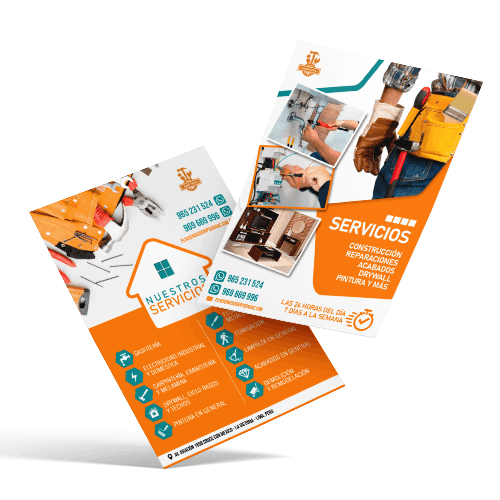 SERVICIOS
CONSTRUCCIÓN
REPARACIONES
ACABADOS
DRYWALL
PINTURA Y MÁS
965 231 524
969 669 996
LAS 24 HORAS DEL DÍA
7 DÍAS A LA SEMANA
965 231 524
969 669 996
NUESTROS
SERVICIOS
GASFITERÍA
ELECTRICIDAD INDUSTRIAL
Y DOMÉSTICA
CARPINTERÍA, EBANISTERÍA
Y MELAMINA
DRYWALL, CIELO RASOS
Y TECHOS
PINTURA EN GENERAL
FUMIGACIÓN
LIMPIEZA EN GENERAL
ACABADOS EN GENERAL
DEMOLICIÓN
Y REMODELACIÓN